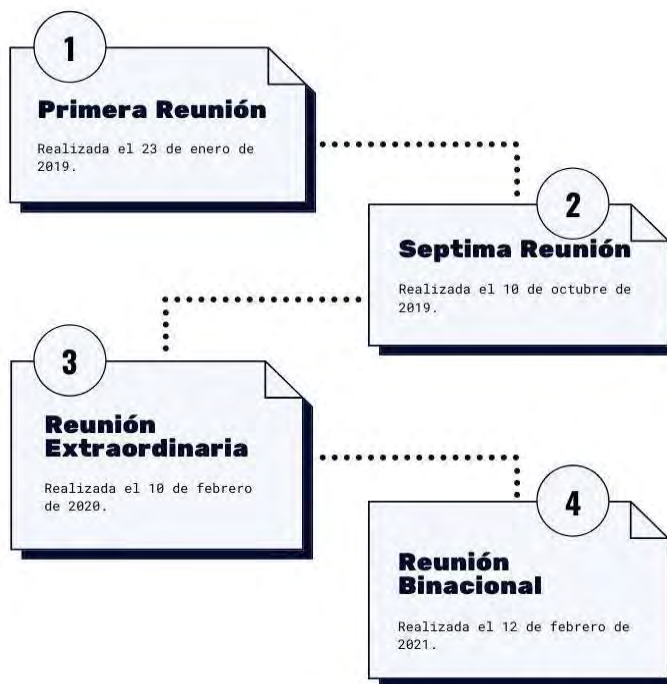 1
Primera Reunión
Realizada el 23 de enero de
2019.
2
Septima Reunión
Realizada el 10 de octubre de
2019.
3
Reunión
Extraordinaria
Realizada el 10 de febrero
de 2020.
4
Reunión
Binacional
Realizada el 12 de febrero de
2021.